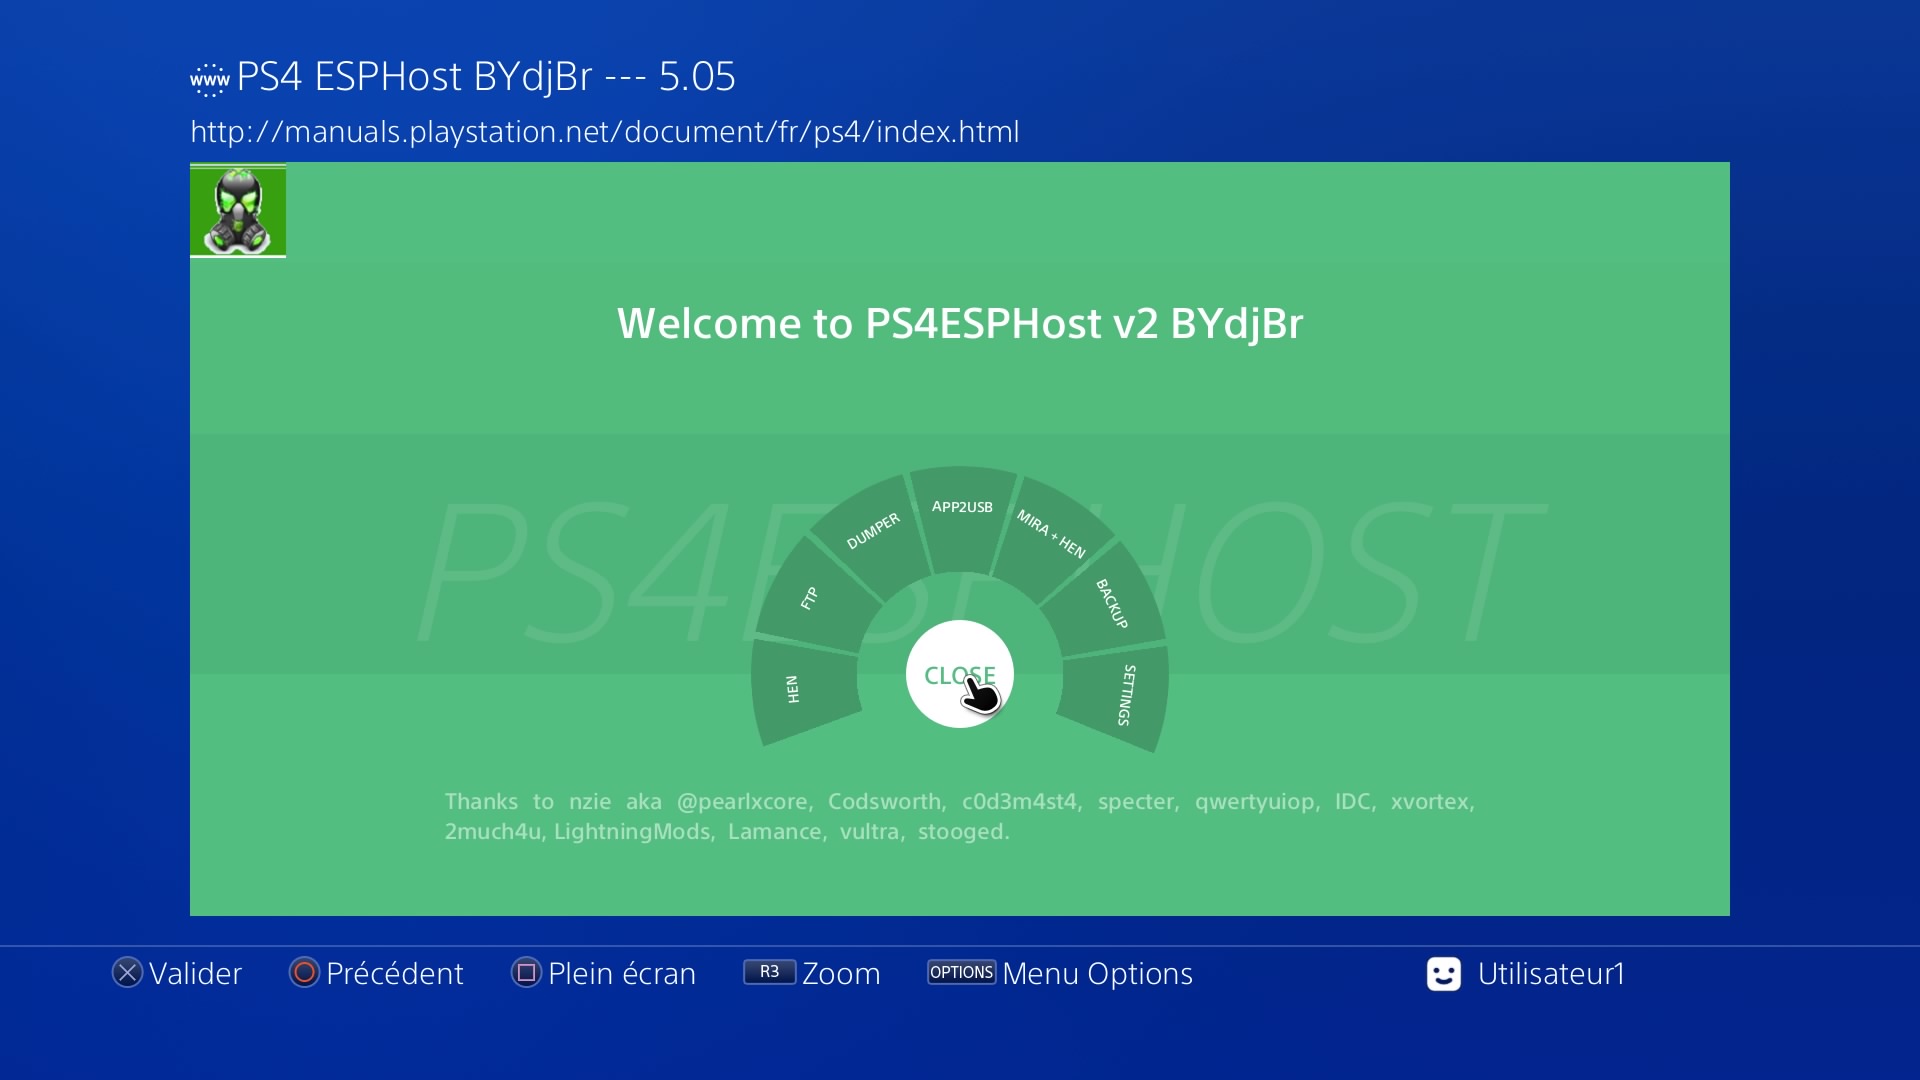 www PS4 ESPHost BYdjBr --- 5.05
http://manuals.playstation.net/document/fr/ps4/index.html
Welcome to PS4ESPHost v2 BYdjBr
PS4ESPHOST
HEN
FTP
DUMPER
APP2USB
MIRA + HEN
BACKUP
SETTINGS
CLOSE
Thanks to nzie aka @pearlxcore, Codsworth, c0d3m4st4, specter, qwertyuiop, IDC, xvortex,
2much4u, LightningMods, Lamance, vultra, stooged.
Valider Précédent Plein écran R3 Zoom OPTIONS Menu Options Utilisateur1